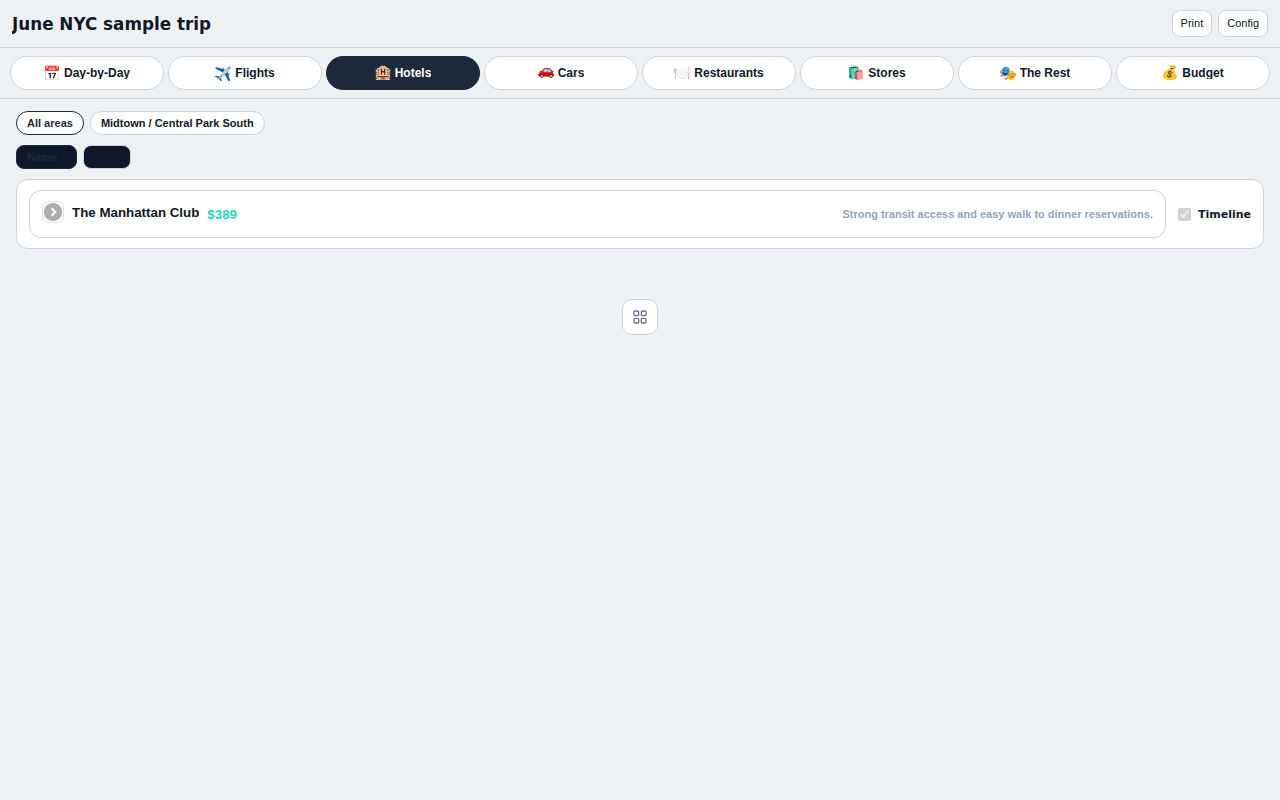 June NYC sample trip
Print
Config
📅 Day-by-Day
✈️ Flights
🏨 Hotels
🚗 Cars
🍽️ Restaurants
🛍️ Stores
🎭 The Rest
💰 Budget
All areas
Midtown / Central Park South
Name
The Manhattan Club $389
Strong transit access and easy walk to dinner reservations.
Timeline